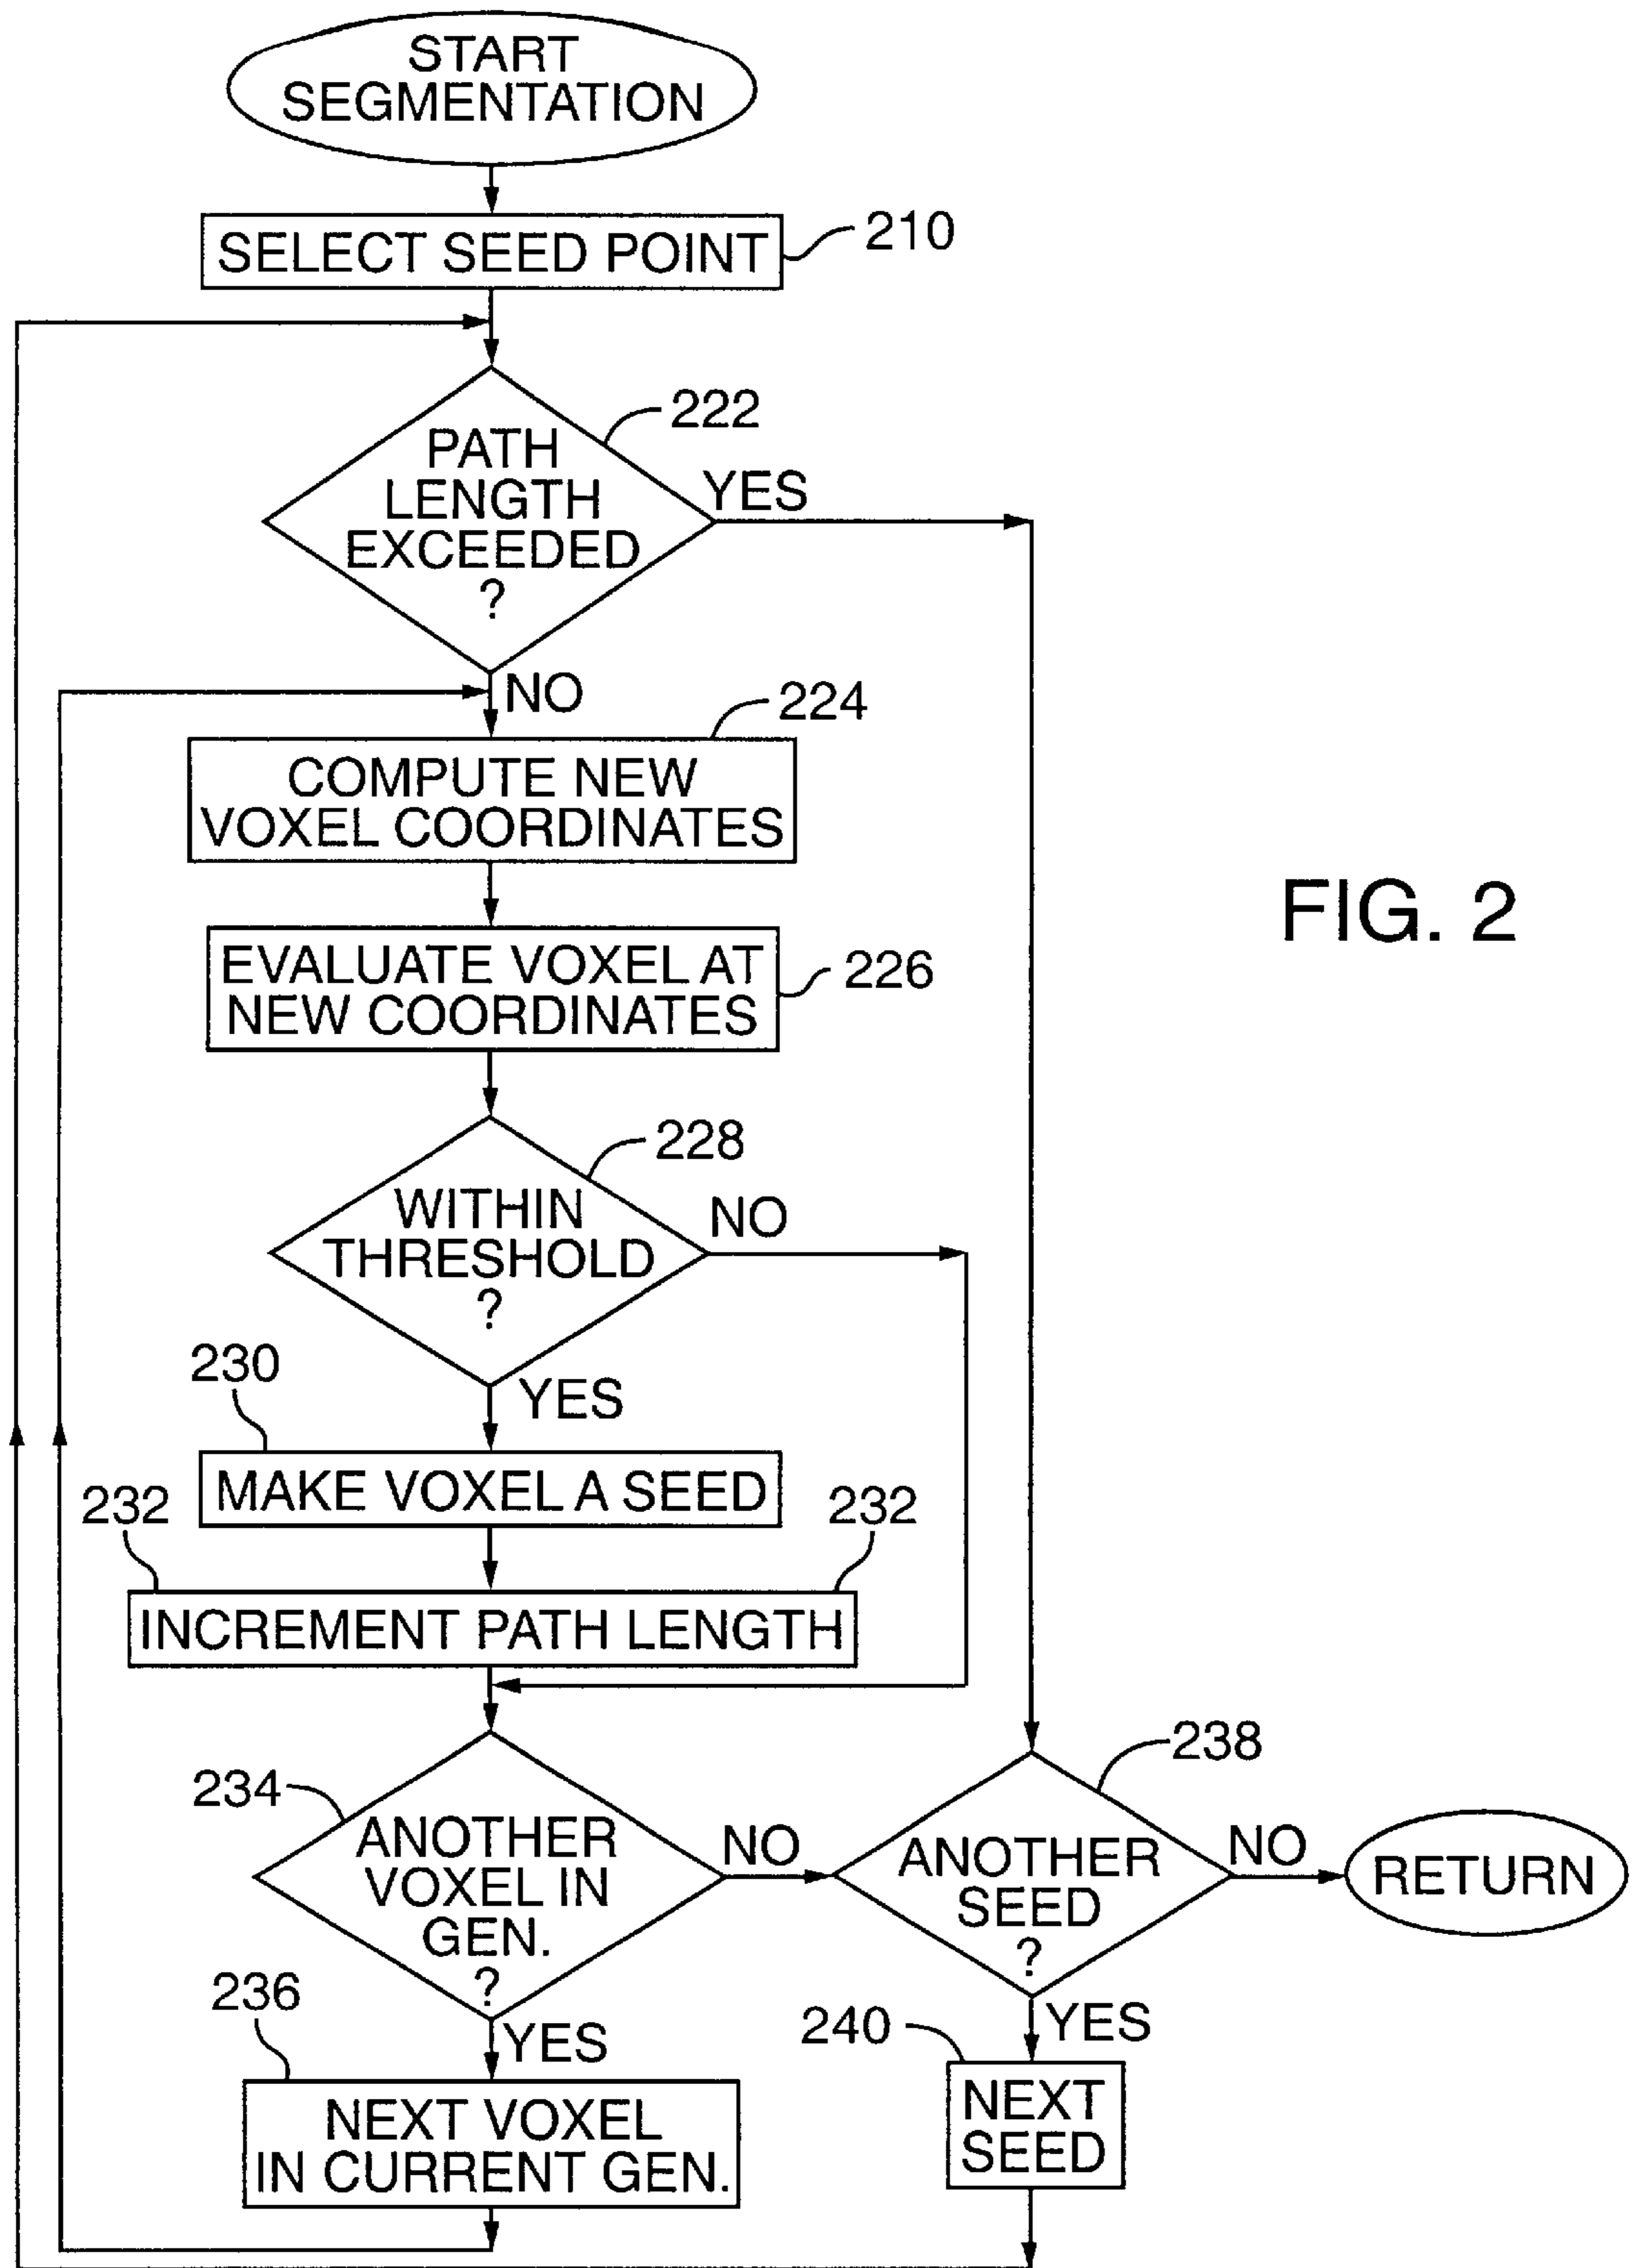 START
SEGMENTATION
SELECT SEED POINT
210
222
PATH
LENGTH
EXCEEDED
?
YES
NO
224
COMPUTE NEW
VOXEL COORDINATES
EVALUATE VOXEL AT
NEW COORDINATES
226
FIG. 2
228
WITHIN
THRESHOLD
?
NO
YES
230
MAKE VOXEL A SEED
232
232
INCREMENT PATH LENGTH
234
ANOTHER
VOXEL IN
GEN.
?
NO
YES
238
ANOTHER
SEED
?
NO
RETURN
YES
236
NEXT VOXEL
IN CURRENT GEN.
240
NEXT
SEED